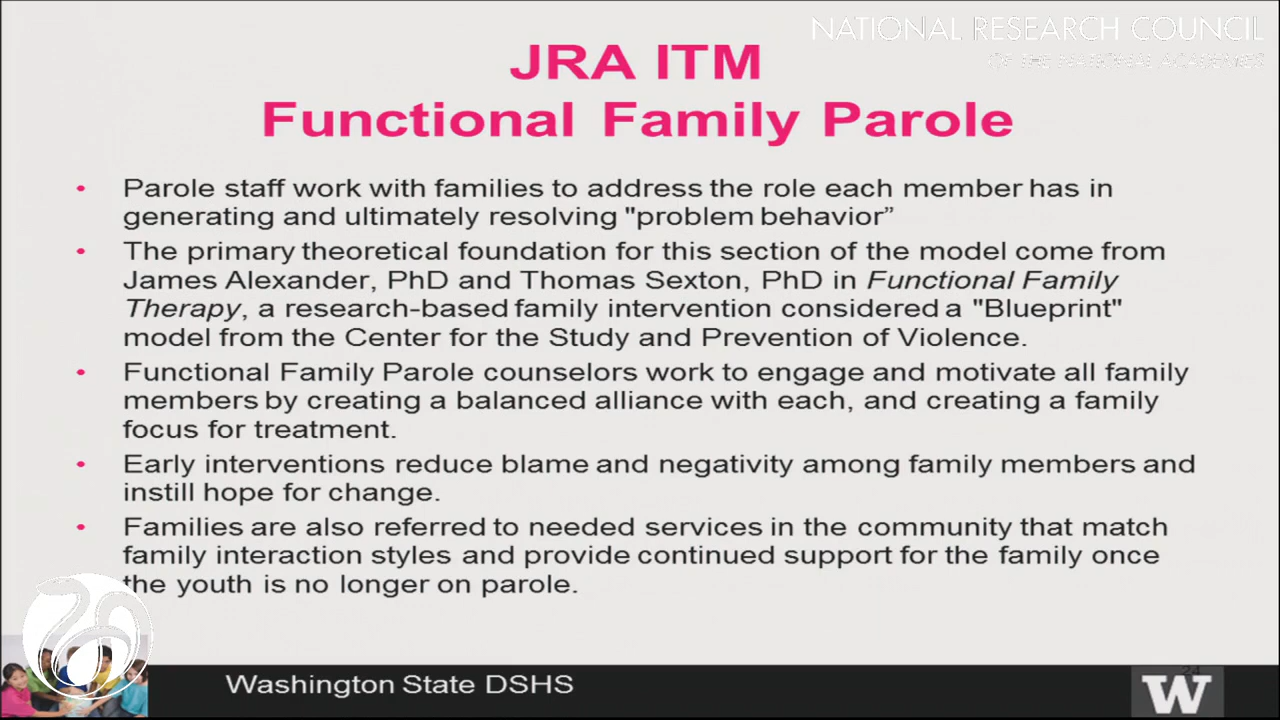 NATIONAL RESEARCH COUNCIL
OF THE NATIONAL ACADEMIES
JRA ITM
Functional Family Parole
• Parole staff work with families to address the role each member has in
generating and ultimately resolving "problem behavior”
• The primary theoretical foundation for this section of the model come from
James Alexander, PhD and Thomas Sexton, PhD in Functional Family
Therapy, a research-based family intervention considered a "Blueprint"
model from the Center for the Study and Prevention of Violence.
• Functional Family Parole counselors work to engage and motivate all family
members by creating a balanced alliance with each, and creating a family
focus for treatment.
• Early interventions reduce blame and negativity among family members and
instill hope for change.
• Families are also referred to needed services in the community that match
family interaction styles and provide continued support for the family once
the youth is no longer on parole.
Washington State DSHS
W